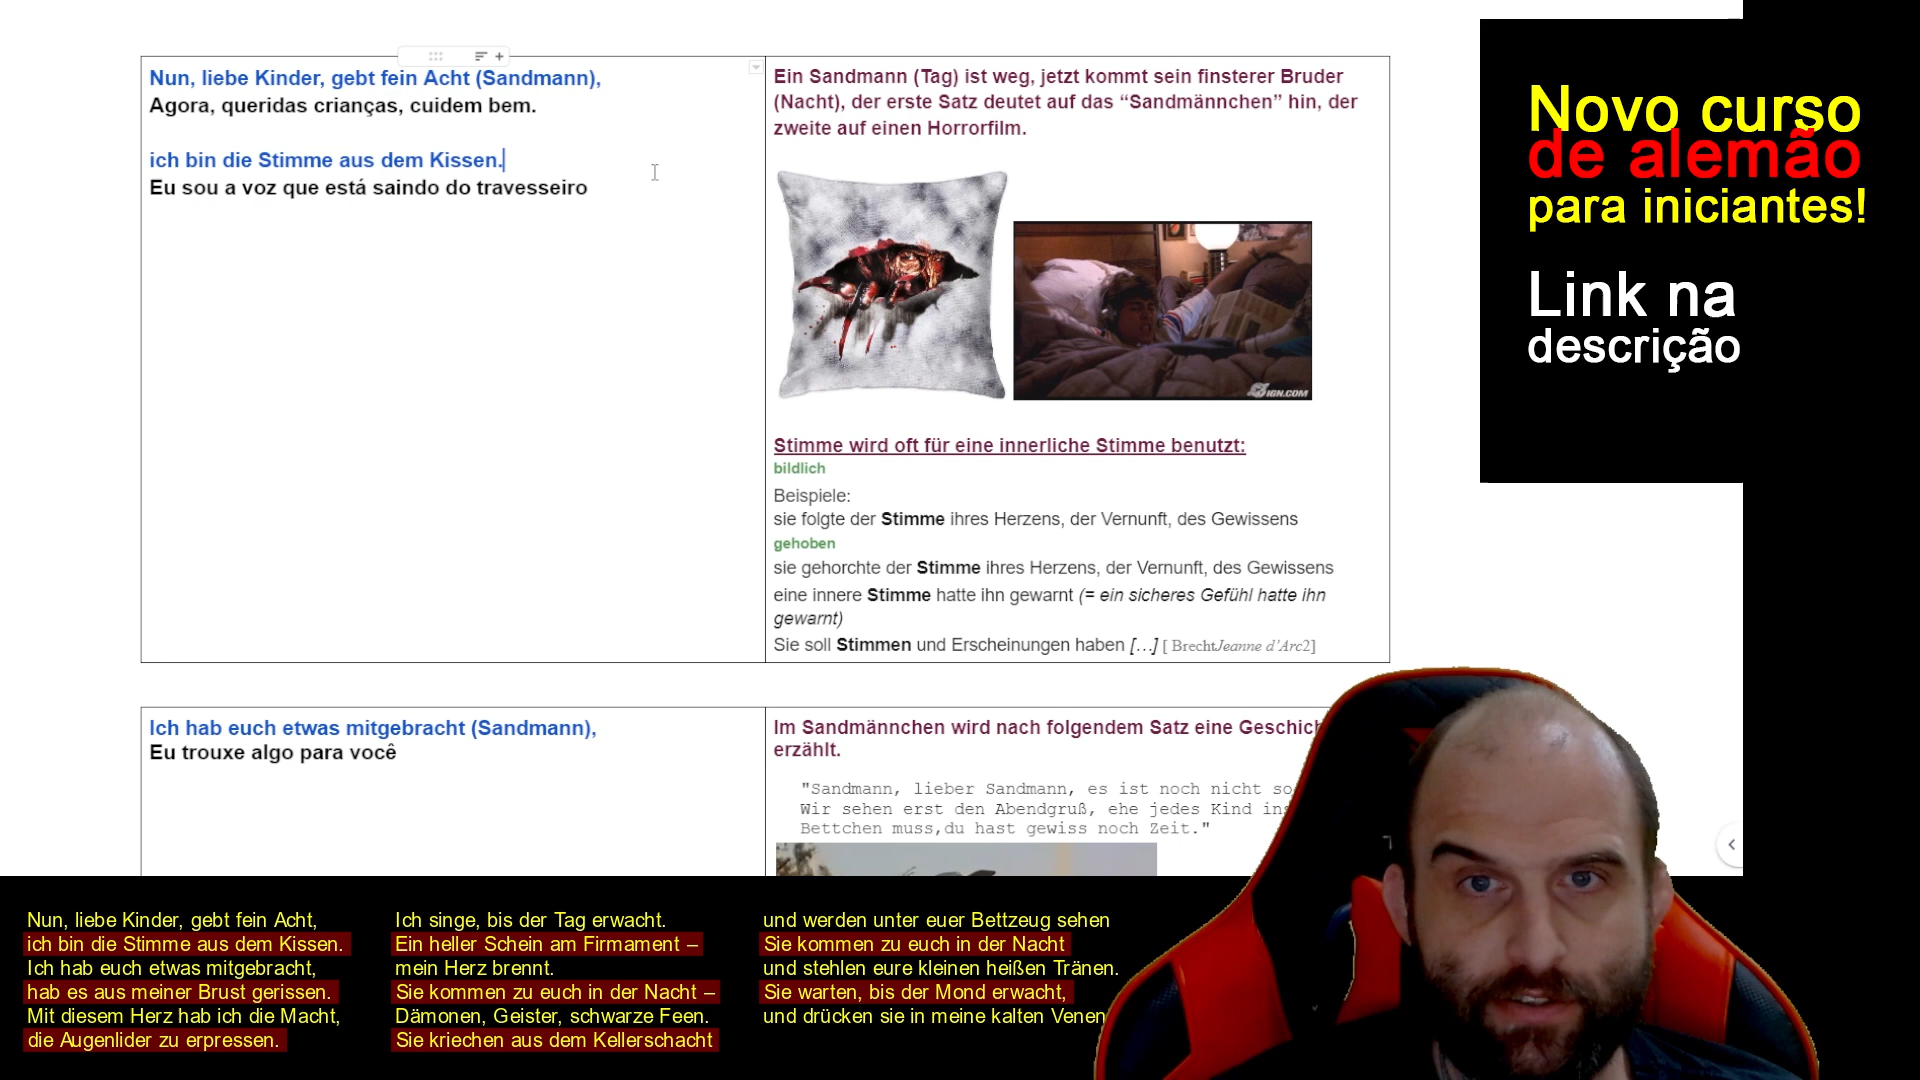 Nun, liebe Kinder, gebt fein Acht (Sandmann),
Agora, queridas crianças, cuidem bem.
ich bin die Stimme aus dem Kissen.
Eu sou a voz que está saindo do travesseiro
Ein Sandmann (Tag) ist weg, jetzt kommt sein finsterer Bruder
(Nacht), der erste Satz deutet auf das “Sandmännchen” hin, der
zweite auf einen Horrorfilm.
IGN.COM
Stimme wird oft für eine innerliche Stimme benutzt:
bildlich
Beispiele:
sie folgte der Stimme ihres Herzens, der Vernunft, des Gewissens
gehoben
sie gehorchte der Stimme ihres Herzens, der Vernunft, des Gewissens
eine innere Stimme hatte ihn gewarnt (= ein sicheres Gefühl hatte ihn
gewarnt)
Sie soll Stimmen und Erscheinungen haben […] [ BrechtJeanne d’Arc2]
Ich hab euch etwas mitgebracht (Sandmann),
Eu trouxe algo para você
Im Sandmännchen wird nach folgendem Satz eine
erzählt.
"Sandmann, lieber Sandmann, es ist noch nicht
Wir sehen erst den Abendgruß, ehe jedes Kind
Bettchen muss,du hast gewiss noch Zeit."
Novo curso
de alemão
para iniciantes!
Link na
descrição
Nun, liebe Kinder, gebt fein Acht,
ich bin die Stimme aus dem Kissen.
Ich hab euch etwas mitgebracht,
hab es aus meiner Brust gerissen.
Mit diesem Herz hab ich die Macht,
die Augenlider zu erpressen.
Ich singe, bis der Tag erwacht.
Ein heller Schein am Firmament –
mein Herz brennt.
Sie kommen zu euch in der Nacht –
Dämonen, Geister, schwarze Feen.
Sie kriechen aus dem Kellerschacht
und werden unter euer Bettzeug sehen
Sie kommen zu euch in der Nacht
und stehlen eure kleinen heißen Tränen.
Sie warten, bis der Mond erwacht,
und drücken sie in meine kalten Venen